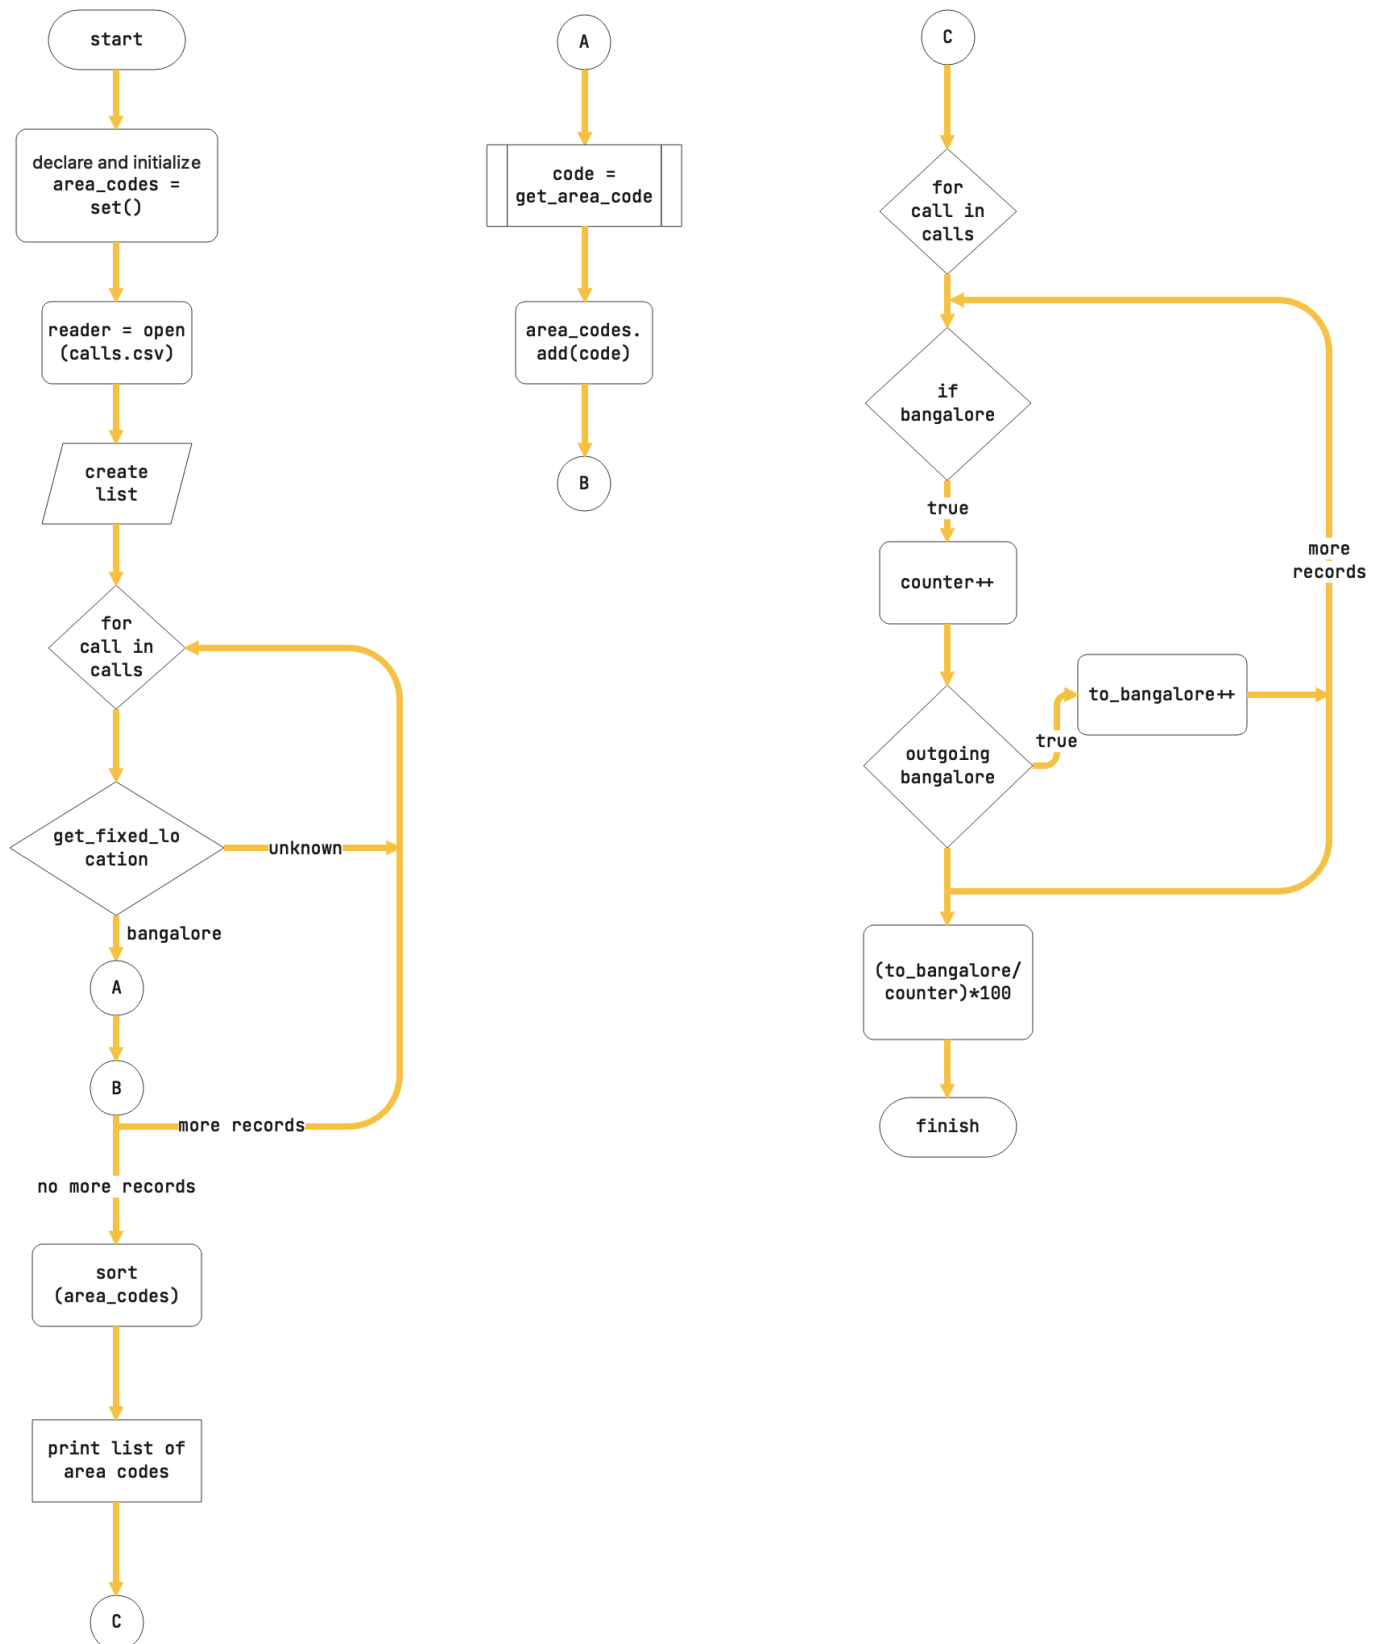 start
declare and initialize
area_codes =
set()
reader = open
(calls.csv)
create
list
for
call in
calls
get_fixed_lo
cation
unknown
bangalore
A
B
more records
no more records
sort
(area_codes)
print list of
area codes
C
A
code =
get_area_code
area_codes.
add(code)
B
C
for
call in
calls
if
bangalore
true
counter++
more
records
to_bangalore++
true
outgoing
bangalore
(to_bangalore/
counter)*100
finish